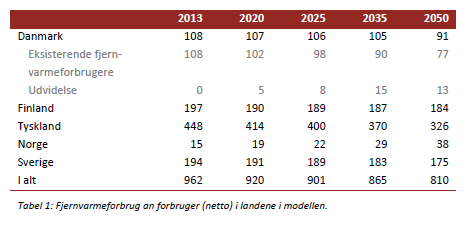 2013 2020 2025 2035 2050
Danmark 108 107 106 105 91
Eksisterende fjern-
varmeforbrugere 108 102 98 90 77
Udvidelse 0 5 8 15 13
Finland 197 190 189 187 184
Tyskland 448 414 400 370 326
Norge 15 19 22 29 38
Sverige 194 191 189 183 175
I alt 962 920 901 865 810
Tabel 1: Fjernvarmeforbrug an forbruger (netto) i landene i modellen.